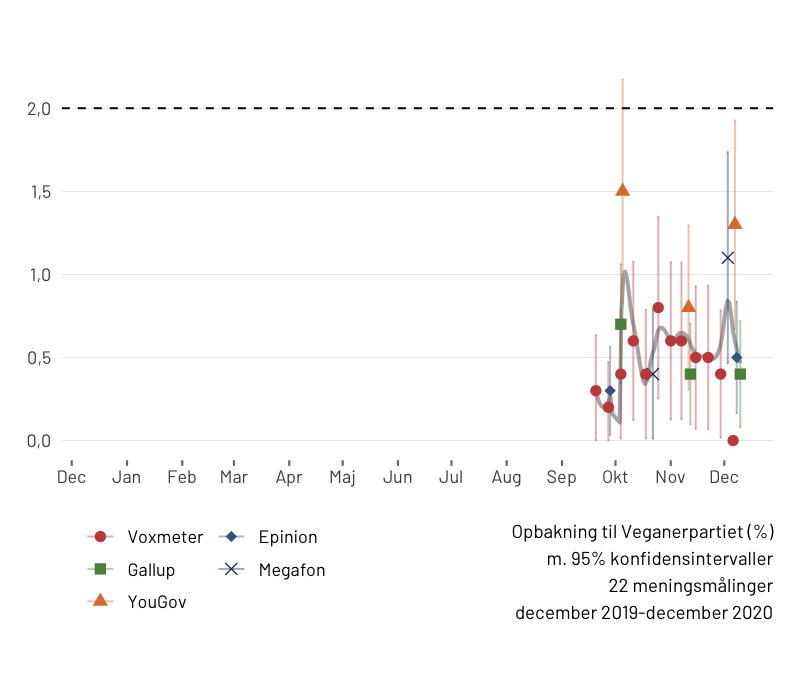 2,0
1,5
1,0
0,5
0,0
Dec Jan Feb Mar Apr Maj Jun Jul Aug Sep Okt Nov Dec
Voxmeter Epinion
Gallup Megafon
YouGov
Opbakning til Veganerpartiet (%)
m. 95% konfidensintervaller
22 meningsmålinger
december 2019-december 2020